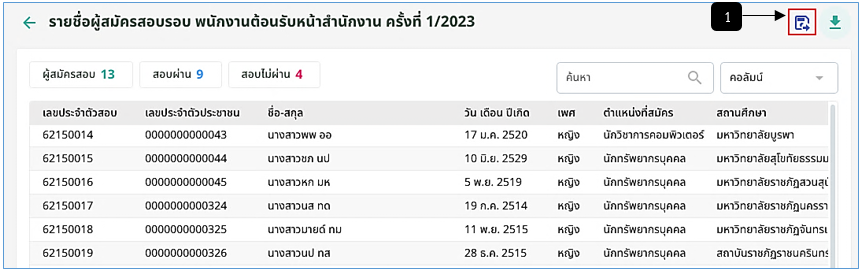 รายชื่อผู้สมัครสอบรอบ พนักงานต้อนรับหน้าสำนักงาน ครั้งที่ 1/2023 1
ผู้สมัครสอบ 13 สอบผ่าน 9 สอบไม่ผ่าน 4 ค้นหา คอลัมน์
เลขประจำตัวสอบ เลขประจำตัวประชาชน ชื่อ-สกุล วัน เดือน ปีเกิด เพศ ตำแหน่งที่สมัคร สถานศึกษา
62150014 0000000000043 นางสาวพพ ออ 17 ม.ค. 2520 หญิง นักวิชาการคอมพิวเตอร์ มหาวิทยาลัยบูรพา
62150015 0000000000044 นางสาวชภ นป 10 มิ.ย. 2529 หญิง นักทรัพยากรบุคคล มหาวิทยาลัยสุโขทัยธรรมม
62150016 0000000000045 นางสาวหภ มห 5 พ.ย. 2519 หญิง นักทรัพยากรบุคคล มหาวิทยาลัยราชภัฏสวนสุ
62150017 0000000000324 นางสาวนส ทด 19 ก.ค. 2514 หญิง นักทรัพยากรบุคคล มหาวิทยาลัยราชภัฏนครรา
62150018 0000000000325 นางสาวมายด์ ทม 11 พ.ย. 2515 หญิง นักทรัพยากรบุคคล มหาวิทยาลัยราชภัฏจันทรเ
62150019 0000000000326 นางสาวนป ทส 28 ธ.ค. 2515 หญิง นักทรัพยากรบุคคล สถาบันราชภัฏราชนครินทร